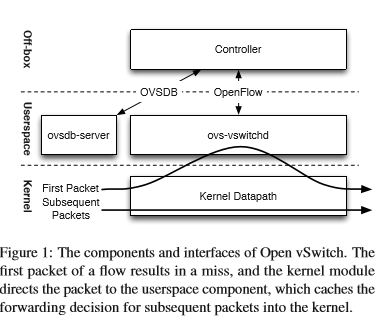 Off-box
Controller
OVSDB
OpenFlow
Userspace
ovsdb-server
ovs-vswitchd
Kernel
First Packet
Subsequent
Packets
Kernel Datapath
Figure 1: The components and interfaces of Open vSwitch. The
first packet of a flow results in a miss, and the kernel module
directs the packet to the userspace component, which caches the
forwarding decision for subsequent packets into the kernel.